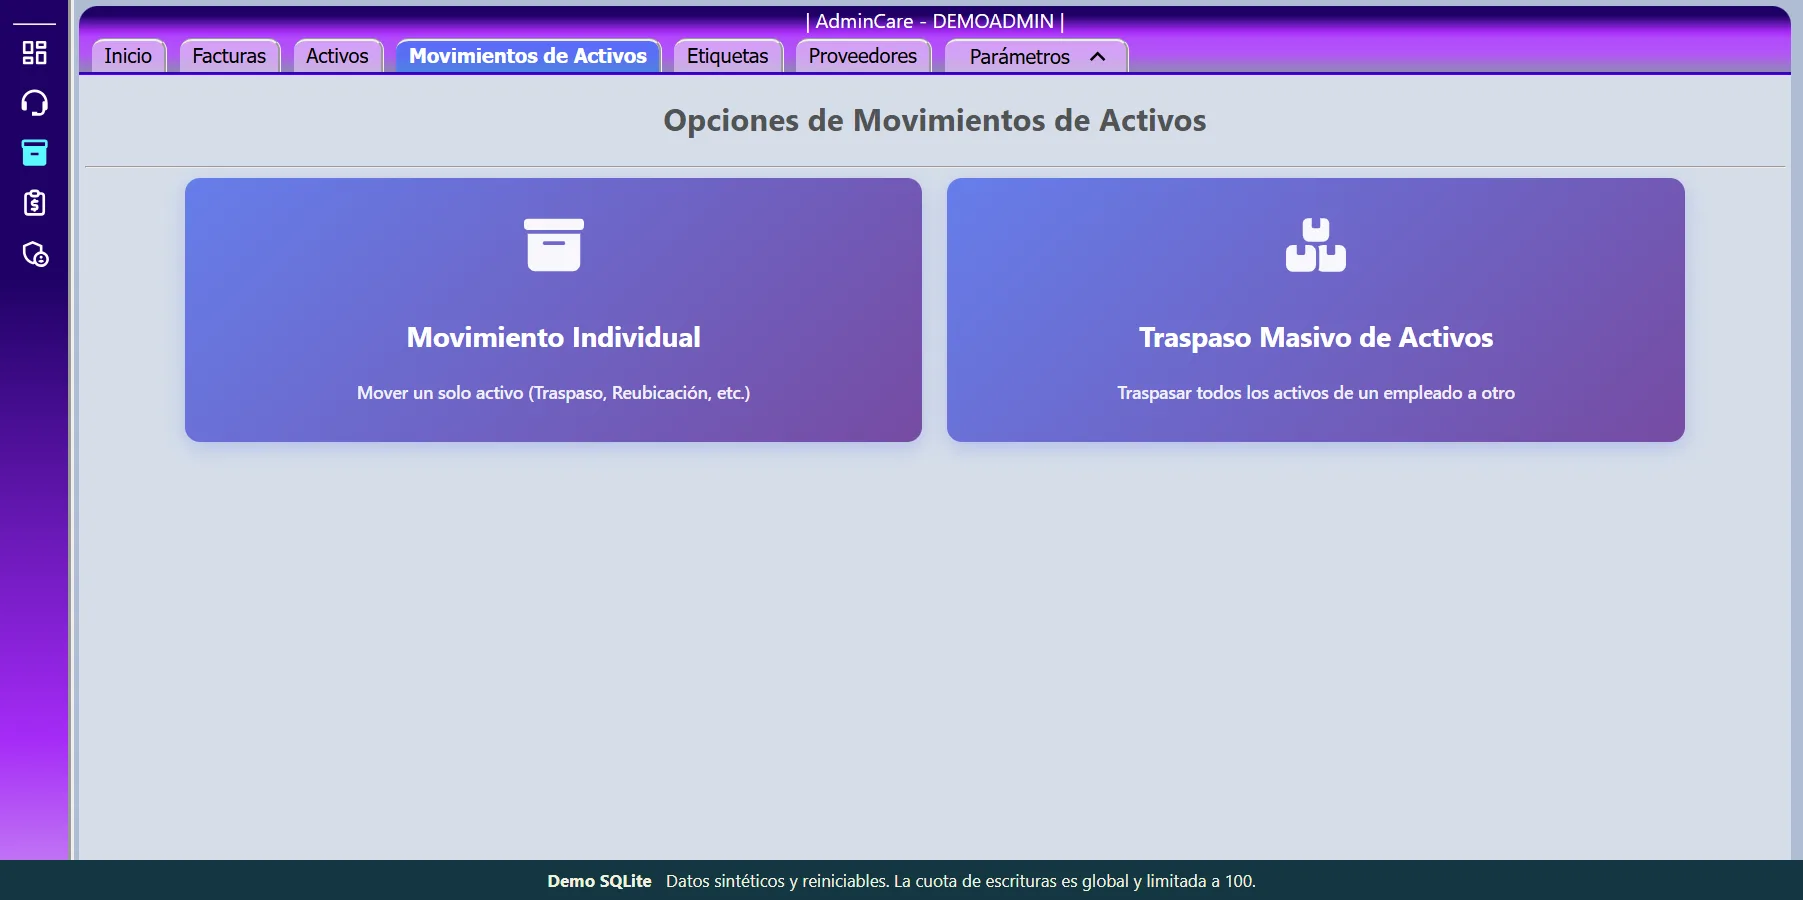 | AdminCare - DEMOADMIN |
Inicio Facturas Activos Movimientos de Activos Etiquetas Proveedores Parámetros
Opciones de Movimientos de Activos
Movimiento Individual
Mover un solo activo (Traspaso, Reubicación, etc.)
Traspaso Masivo de Activos
Traspasar todos los activos de un empleado a otro
Demo SQLite Datos sintéticos y reiniciables. La cuota de escrituras es global y limitada a 100.